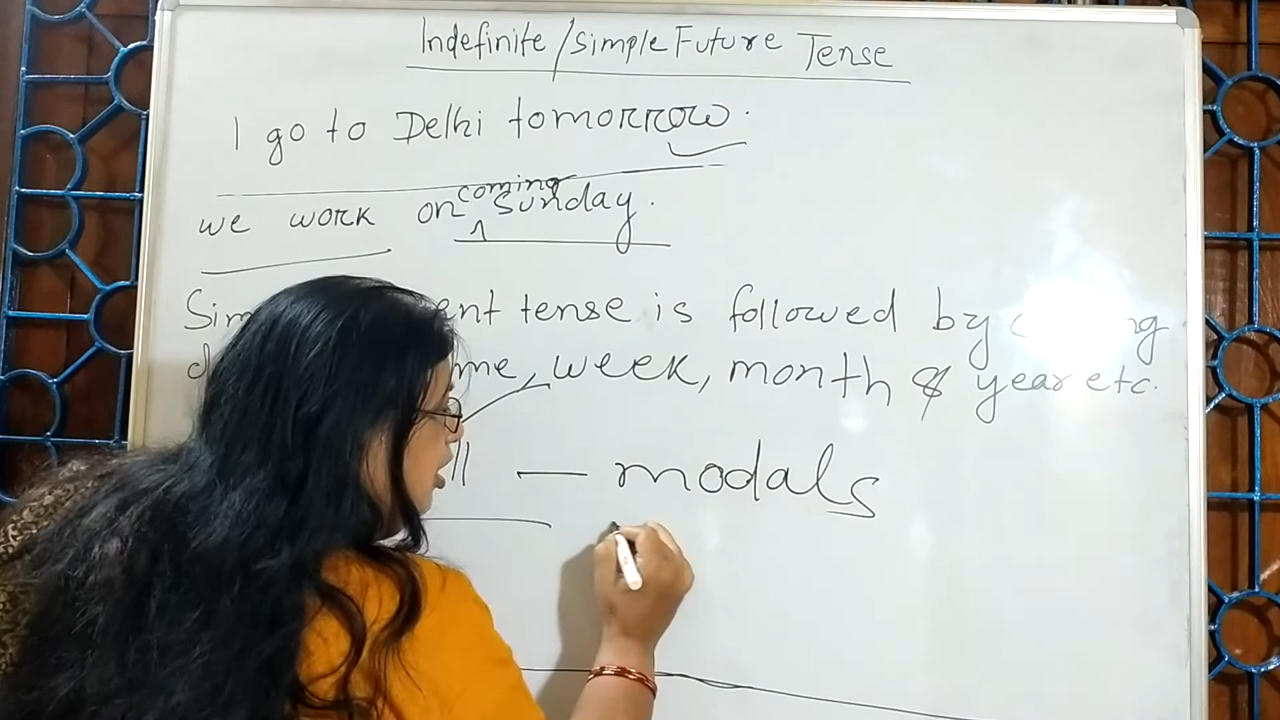 Indefinite/simple Future Tense
I go to Delhi tomorrow.
coming
we work on Sunday.
tense is followed by
week, month & year etc.
— modals